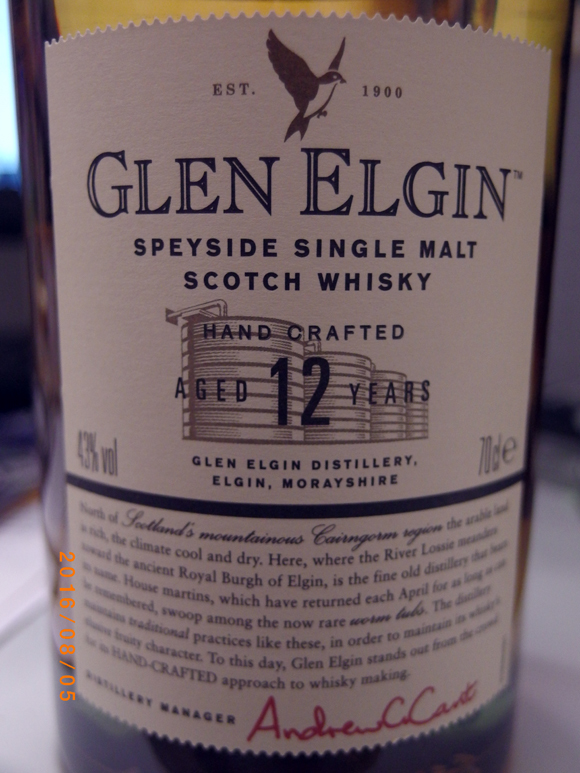 EST. 1900
GLEN ELGIN™
SPEYSIDE SINGLE MALT
SCOTCH WHISKY
HAND CRAFTED
AGED 12 YEARS
43% vol
70cl e
GLEN ELGIN DISTILLERY,
ELGIN, MORAYSHIRE
North of Scotland's mountainous Cairngorm region the arable land
is rich, the climate cool and dry. Here, where the River Lossie meanders
toward the ancient Royal Burgh of Elgin, is the fine old distillery that bears
its name. House martins, which have returned each April for as long as can
be remembered, swoop among the now rare worm tubs. The distillery
maintains traditional practices like these, in order to maintain its whisky's
fruity character. To this day, Glen Elgin stands out from the crowd
for its HAND-CRAFTED approach to whisky making.
DISTILLERY MANAGER Andrew C. Cant
2016/08/05